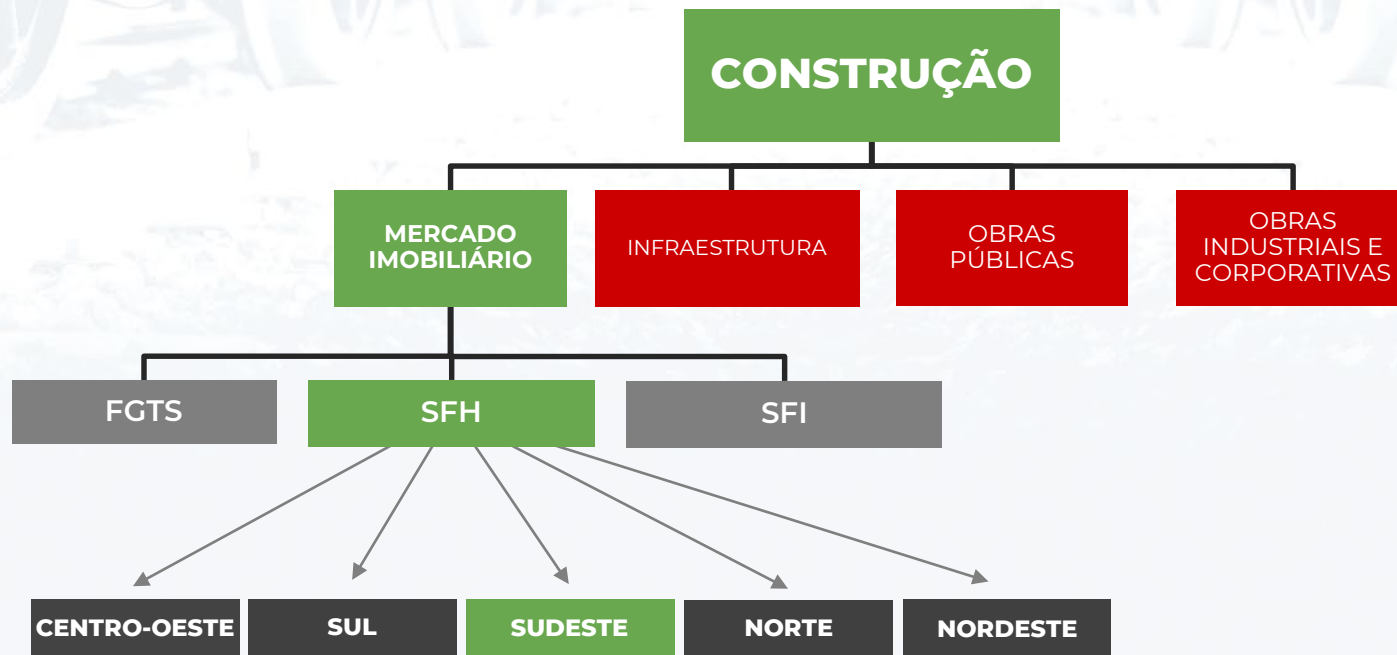 CONSTRUÇÃO
MERCADO
IMOBILIÁRIO
INFRAESTRUTURA
OBRAS
PÚBLICAS
OBRAS
INDUSTRIAIS E
CORPORATIVAS
FGTS
SFH
SFI
CENTRO-OESTE
SUL
SUDESTE
NORTE
NORDESTE